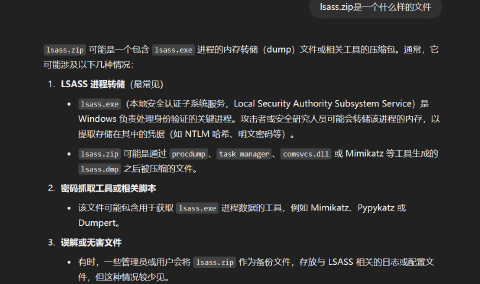 lsass.zip是一个什么样的文件
lsass.zip 可能是一个包含 lsass.exe 进程的内存转储（dump）文件或相关工具的压缩包。通常，它
可能涉及以下几种情况：
1. LSASS 进程转储（最常见）
• lsass.exe（本地安全认证子系统服务，Local Security Authority Subsystem Service）是
Windows 负责处理身份验证的关键进程。攻击者或安全研究人员可能会转储该进程的内存，以
提取存储在其中的凭据（如 NTLM 哈希、明文密码等）。
• lsass.zip 可能是通过 procdump、task manager、comsvcs.dll 或 Mimikatz 等工具生成的
lsass.dmp 之后被压缩的文件。
2. 密码抓取工具或相关脚本
• 该文件可能包含用于获取 lsass.exe 进程数据的工具，例如 Mimikatz、Pypykatz 或
Dumpert。
3. 误解或无害文件
• 有时，一些管理员或用户会将 lsass.zip 作为备份文件，存放与 LSASS 相关的日志或配置文
件，但这种情况较少见。